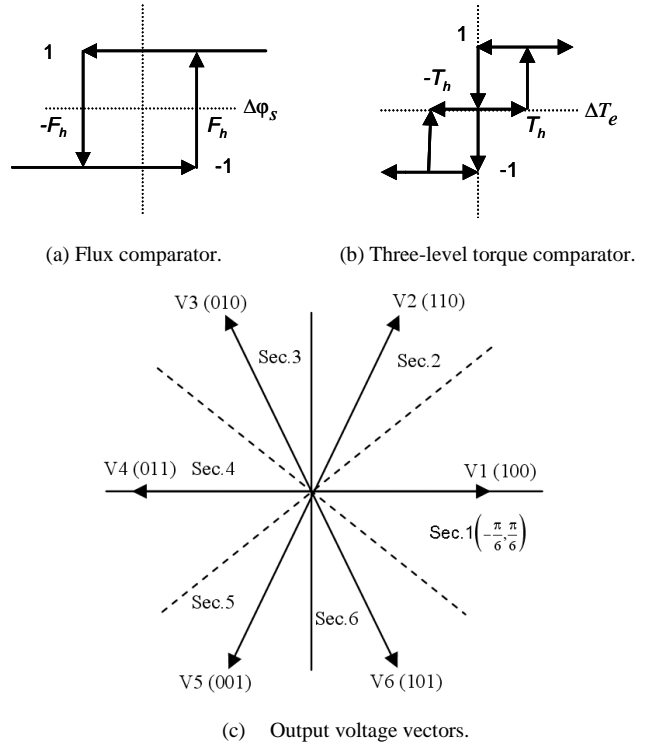 1
-F_h
F_h
Δφ_s
-1
1
-T_h
T_h
ΔT_e
-1
(a) Flux comparator.
(b) Three-level torque comparator.
V3 (010)
V2 (110)
Sec.3
Sec.2
V4 (011)
Sec.4
V1 (100)
Sec.1(-π/6, π/6)
Sec.5
Sec.6
V5 (001)
V6 (101)
(c) Output voltage vectors.